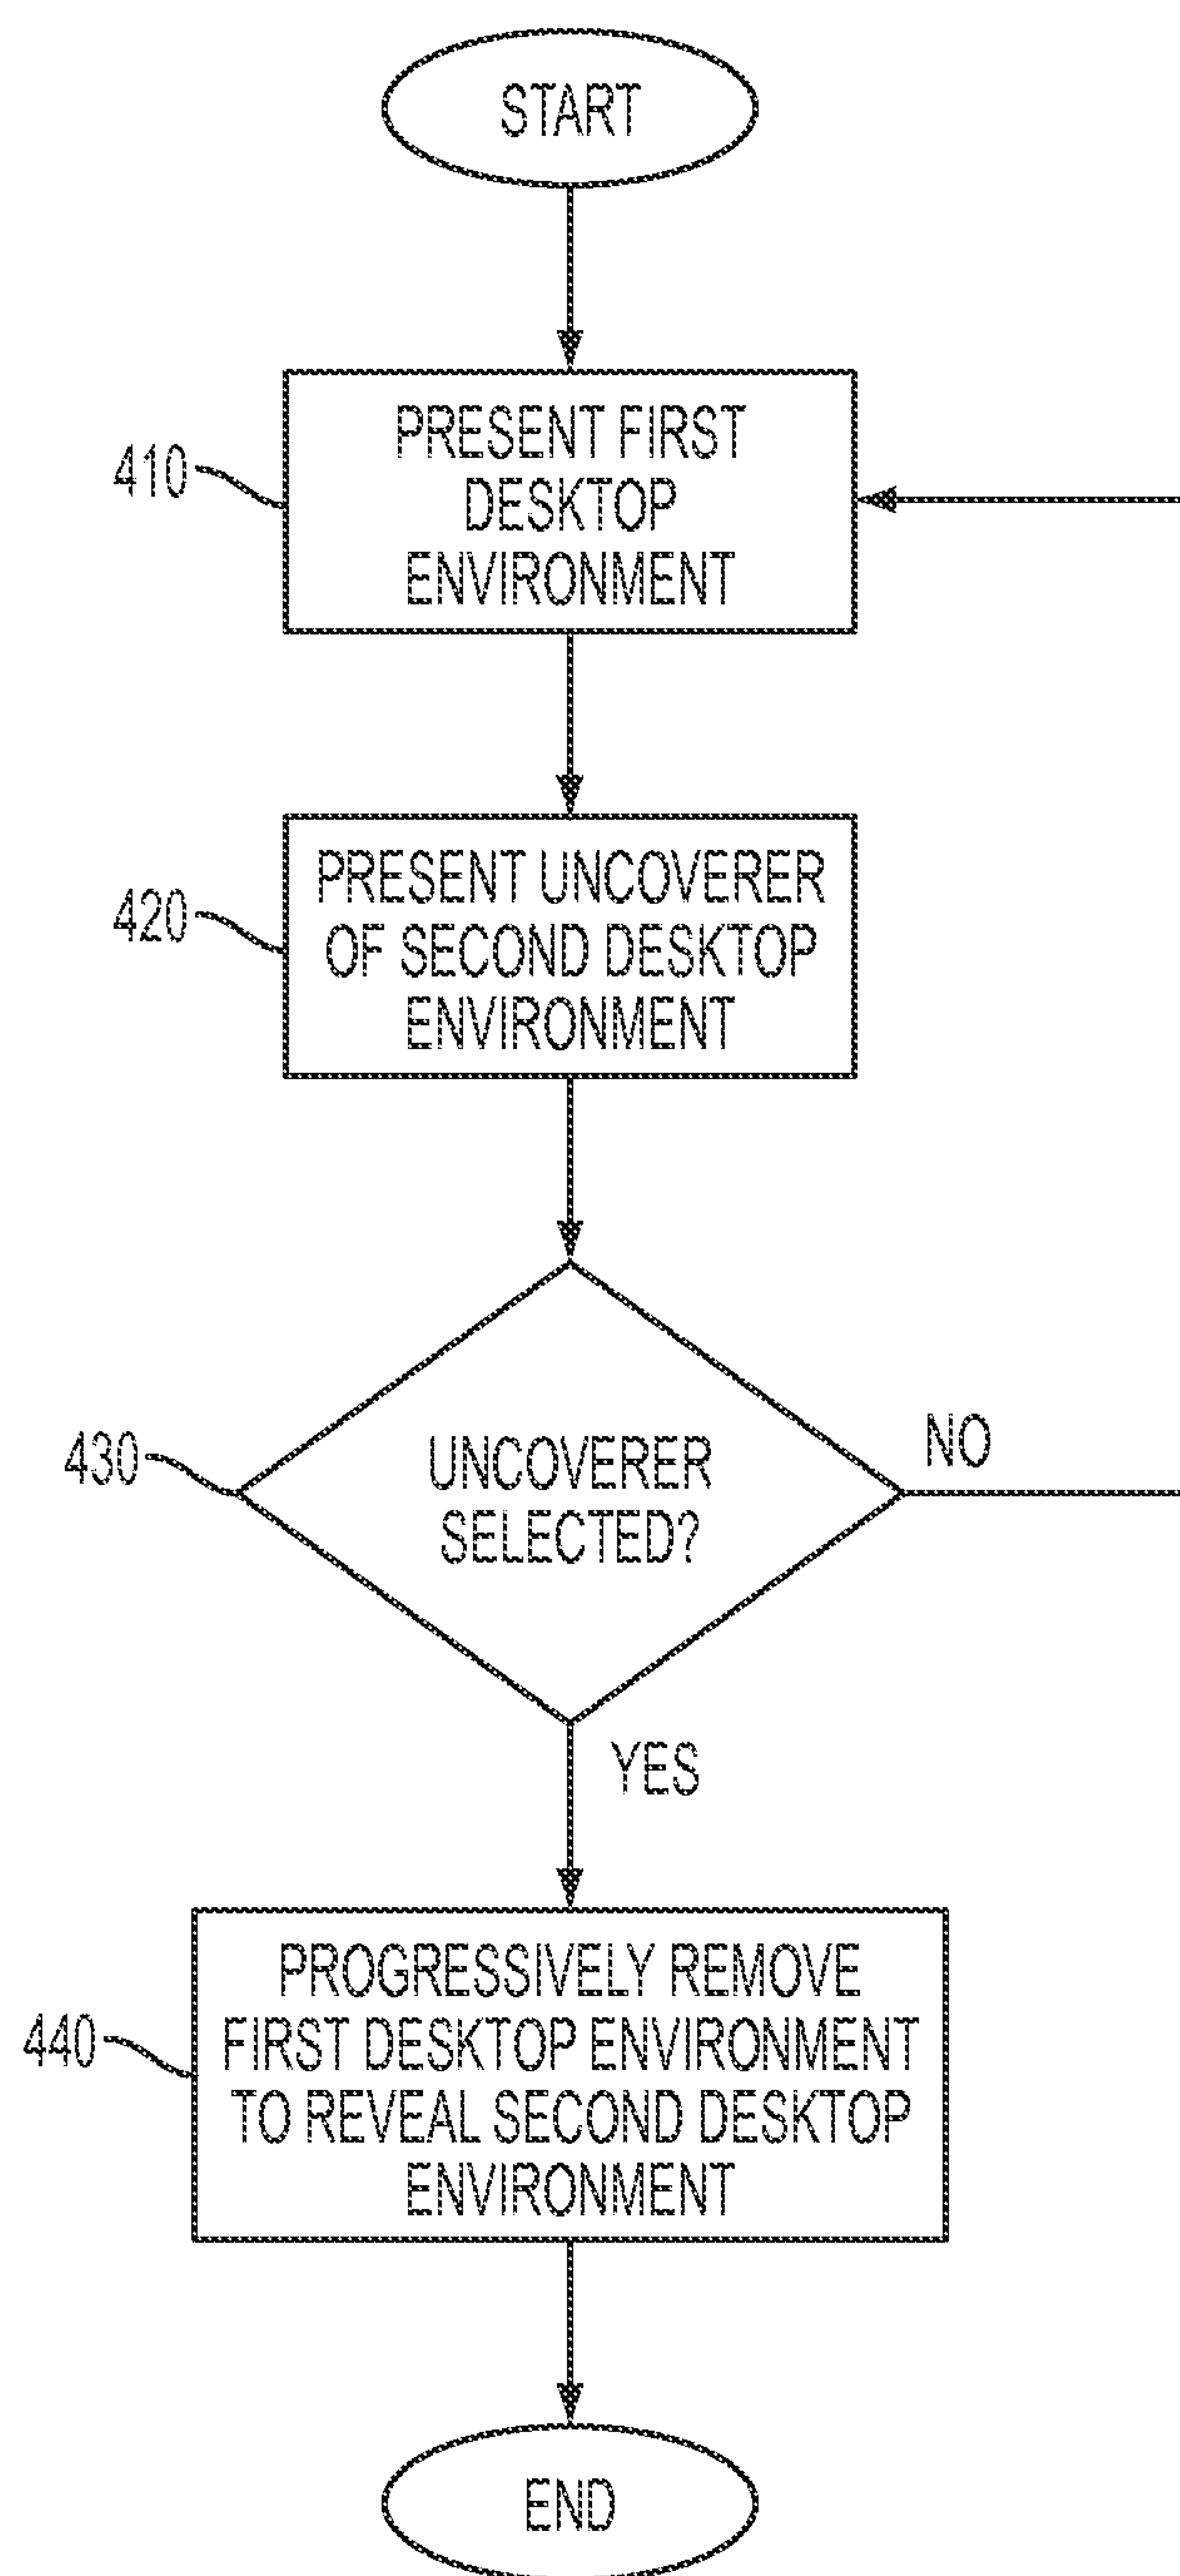 START
410
PRESENT FIRST
DESKTOP
ENVIRONMENT
420
PRESENT UNCOVERER
OF SECOND DESKTOP
ENVIRONMENT
430
UNCOVERER
SELECTED?
NO
YES
440
PROGRESSIVELY REMOVE
FIRST DESKTOP ENVIRONMENT
TO REVEAL SECOND DESKTOP
ENVIRONMENT
END